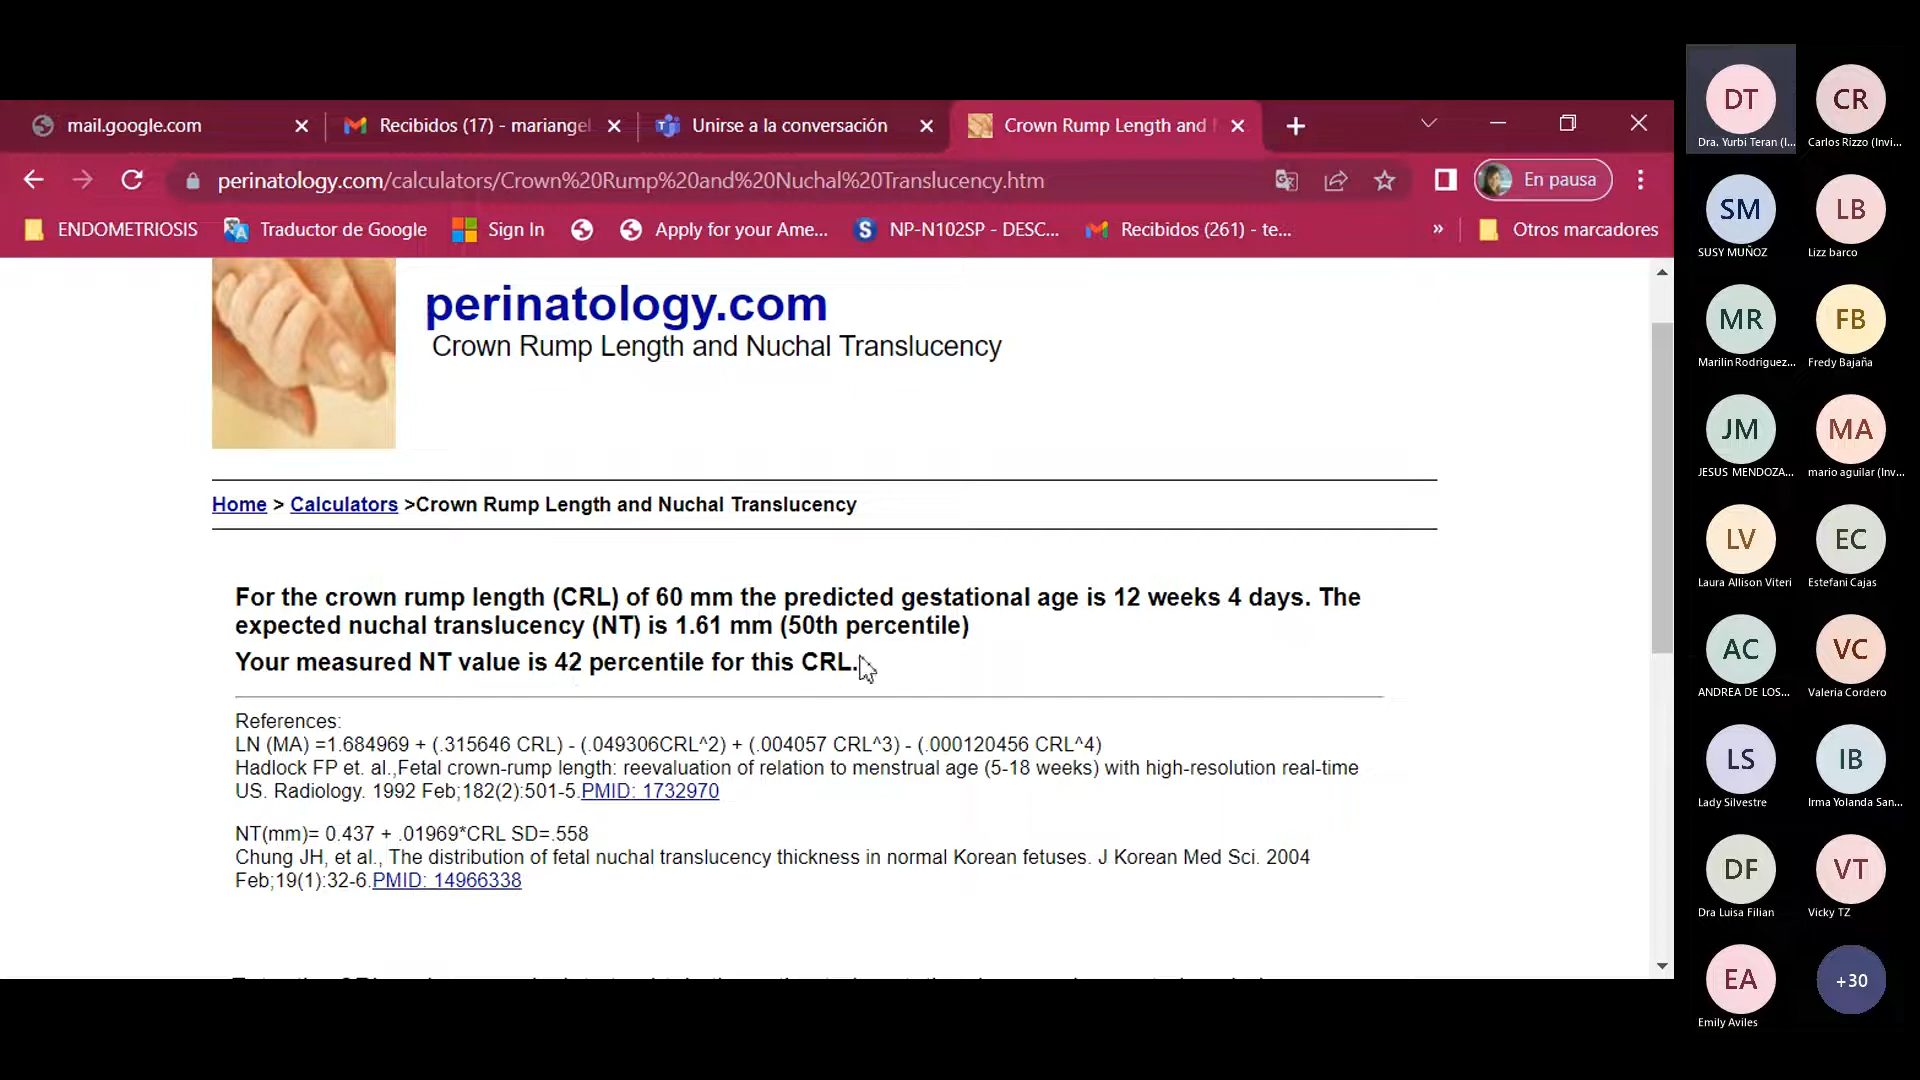 mail.google.com
Recibidos (17) - mariangel
Unirse a la conversación
Crown Rump Length and
perinatology.com/calculators/Crown%20Rump%20and%20Nuchal%20Translucency.htm
En pausa
ENDOMETRIOSIS
Traductor de Google
Sign In
Apply for your Ame...
NP-N102SP - DESC...
Recibidos (261) - te...
»
Otros marcadores
perinatology.com
Crown Rump Length and Nuchal Translucency
Home > Calculators >Crown Rump Length and Nuchal Translucency
For the crown rump length (CRL) of 60 mm the predicted gestational age is 12 weeks 4 days. The
expected nuchal translucency (NT) is 1.61 mm (50th percentile)
Your measured NT value is 42 percentile for this CRL.
References:
LN (MA) =1.684969 + (.315646 CRL) - (.049306CRL^2) + (.004057 CRL^3) - (.000120456 CRL^4)
Hadlock FP et. al.,Fetal crown-rump length: reevaluation of relation to menstrual age (5-18 weeks) with high-resolution real-time
US. Radiology. 1992 Feb;182(2):501-5.PMID: 1732970
NT(mm)= 0.437 + .01969*CRL SD=.558
Chung JH, et al., The distribution of fetal nuchal translucency thickness in normal Korean fetuses. J Korean Med Sci. 2004
Feb;19(1):32-6.PMID: 14966338
DT
Dra. Yurbi Teran (I...
CR
Carlos Rizzo (Invi...
SM
SUSY MUÑOZ
LB
Lizz barco
MR
Marilin Rodriguez...
FB
Fredy Bajaña
JM
JESUS MENDOZA...
MA
mario aguilar (Inv...
LV
Laura Allison Viteri
EC
Estefani Cajas
AC
ANDREA DE LOS...
VC
Valeria Cordero
LS
Lady Silvestre
IB
Irma Yolanda San...
DF
Dra Luisa Filian
VT
Vicky TZ
EA
Emily Aviles
+30